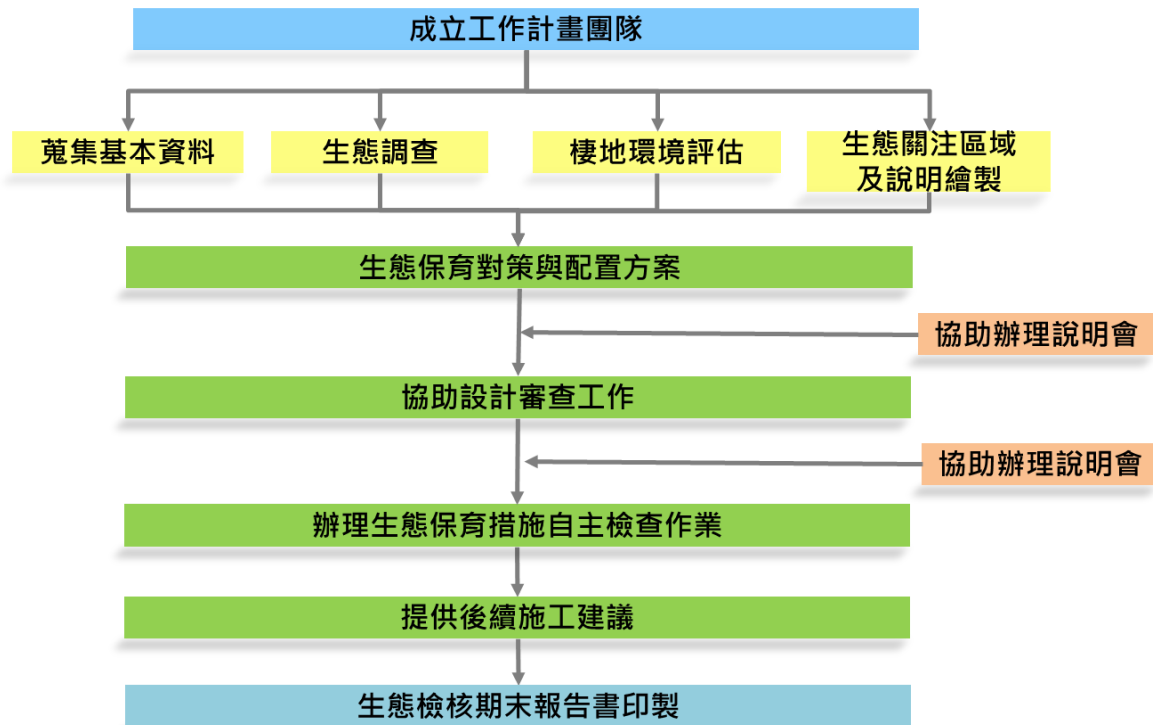 成立工作計畫團隊
蒐集基本資料
生態調查
棲地環境評估
生態關注區域
及說明繪製
生態保育對策與配置方案
協助辦理說明會
協助設計審查工作
協助辦理說明會
辦理生態保育措施自主檢查作業
提供後續施工建議
生態檢核期末報告書印製